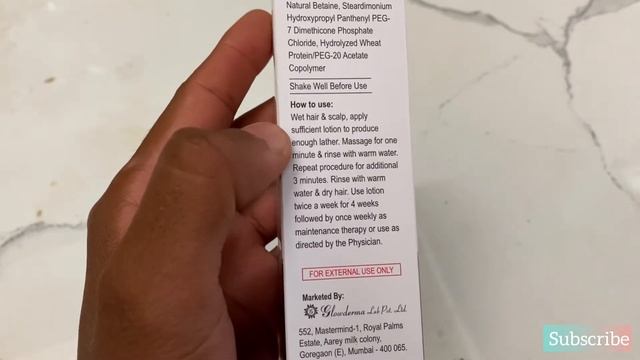 Natural Betaine, Steardimonium
Hydroxypropyl Panthenyl PEG-
7 Dimethicone Phosphate
Chloride, Hydrolyzed Wheat
Protein/PEG-20 Acetate
Copolymer
Shake Well Before Use
How to use:
Wet hair & scalp, apply
sufficient lotion to produce
enough lather. Massage for one
minute & rinse with warm water.
Repeat procedure for additional
3 minutes. Rinse with warm
water & dry hair. Use lotion
twice a week for 4 weeks
followed by once weekly as
maintenance therapy or use as
directed by the Physician.
FOR EXTERNAL USE ONLY
Marketed By:
Glowderma Lab Pvt. Ltd.
552, Mastermind-1, Royal Palms
Estate, Aarey milk colony,
Goregaon (E), Mumbai - 400 065.
Subscribe